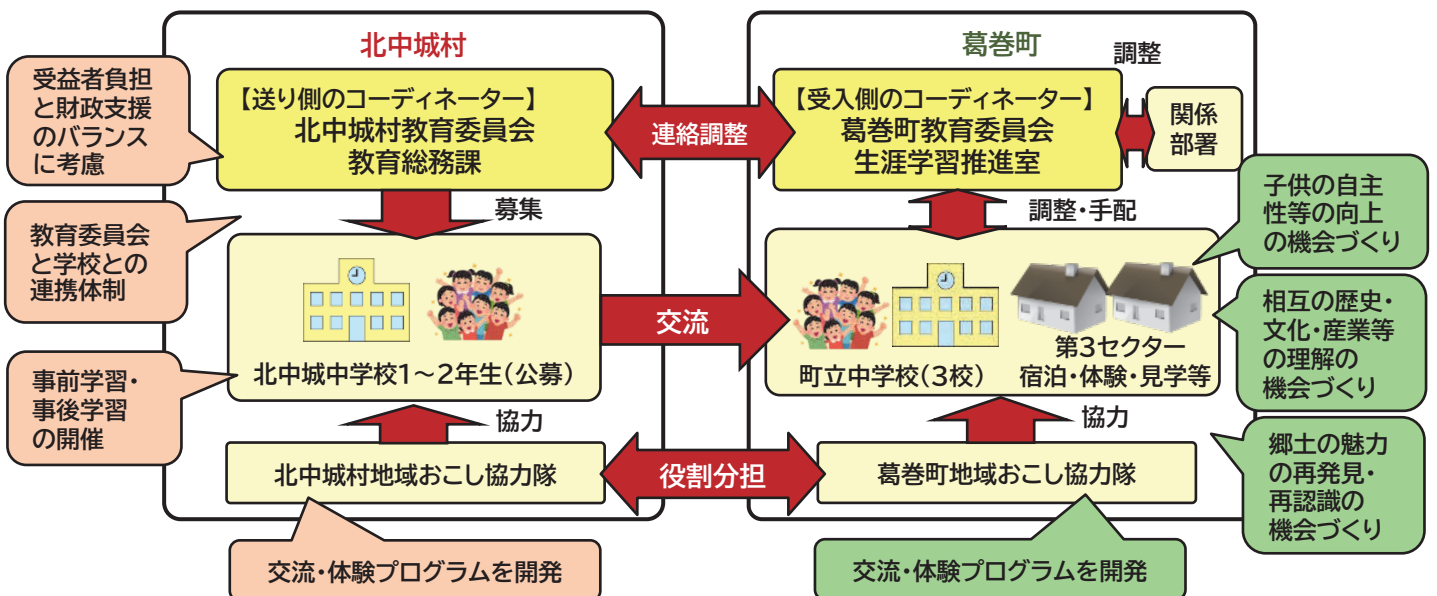 北中城村
【送り側のコーディネーター】
北中城村教育委員会
教育総務課
募集
北中城中学校1～2年生(公募)
協力
北中城村地域おこし協力隊
受益者負担
と財政支援
のバランス
に考慮
教育委員会
と学校との
連携体制
事前学習・
事後学習
の開催
交流・体験プログラムを開発
連絡調整
交流
役割分担
葛巻町
調整
【受入側のコーディネーター】
葛巻町教育委員会
生涯学習推進室
関係
部署
調整・手配
町立中学校(3校)
第3セクター
宿泊・体験・見学等
協力
葛巻町地域おこし協力隊
子供の自主
性等の向上
の機会づくり
相互の歴史・
文化・産業等
の理解の
機会づくり
郷土の魅力
の再発見・
再認識の
機会づくり
交流・体験プログラムを開発